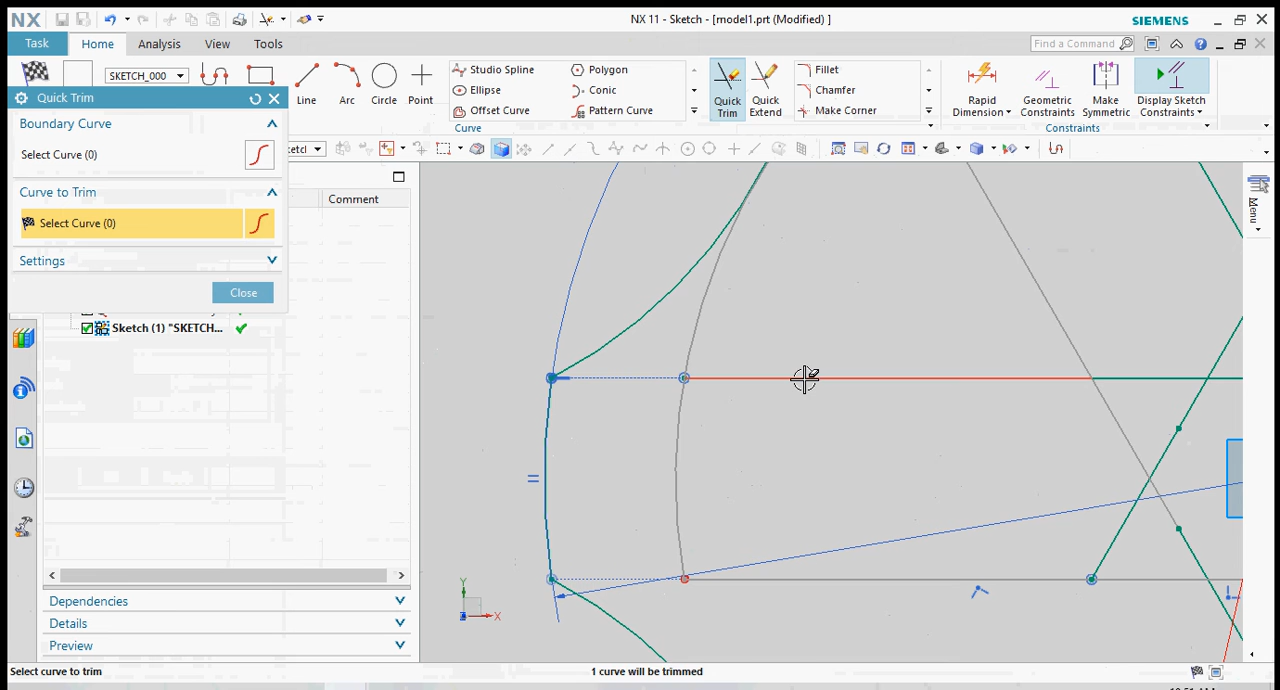 NX
NX 11 - Sketch - [model1.prt (Modified) ]
SIEMENS
Task
Home
Analysis
View
Tools
Find a Command
SKETCH_000
Line
Arc
Circle
Point
Studio Spline
Ellipse
Offset Curve
Polygon
Conic
Pattern Curve
Quick Trim
Quick Extend
Fillet
Chamfer
Make Corner
Rapid Dimension
Geometric Constraints
Make Symmetric
Display Sketch Constraints
Curve
Constraints
Quick Trim
Boundary Curve
Select Curve (0)
Curve to Trim
Select Curve (0)
Settings
Close
Comment
Sketch (1) "SKETCH...
Dependencies
Details
Preview
Menu
Y
X
Select curve to trim
1 curve will be trimmed